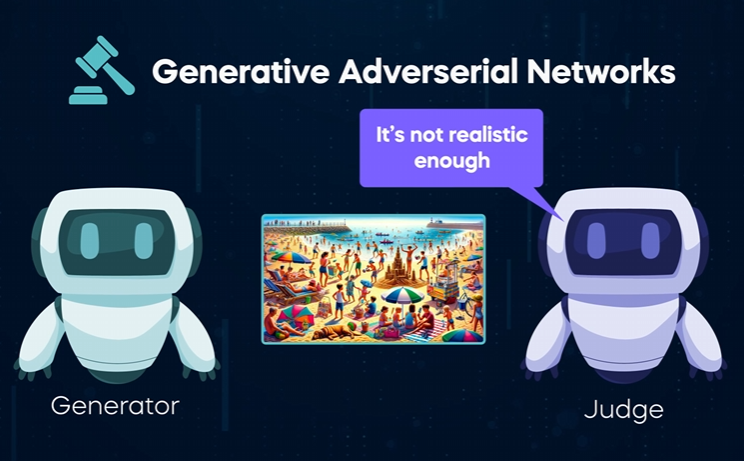 Generative Adverserial Networks
It's not realistic
enough
Generator
Judge